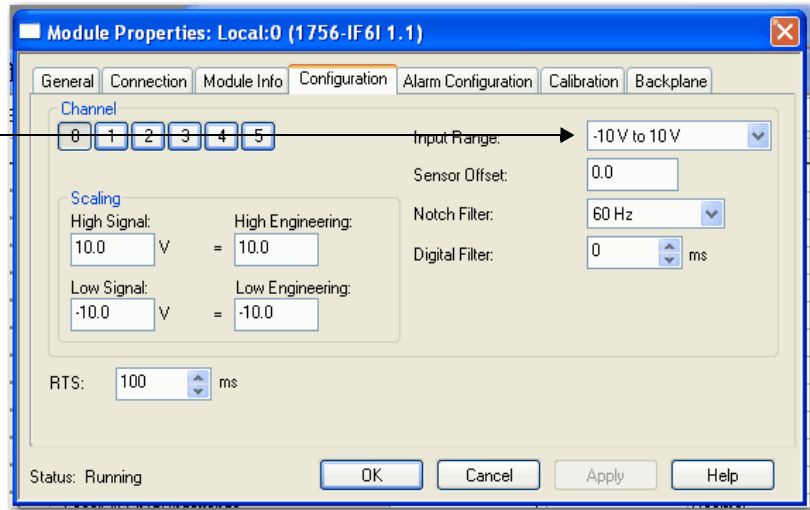 Module Properties: Local:0 (1756-IF6I 1.1)
General Connection Module Info Configuration Alarm Configuration Calibration Backplane
Channel
0 1 2 3 4 5
Input Range: -10 V to 10 V
Sensor Offset: 0.0
Scaling
High Signal: High Engineering:
Notch Filter: 60 Hz
10.0 V = 10.0
Digital Filter: 0 ms
Low Signal: Low Engineering:
-10.0 V = -10.0
RTS: 100 ms
Status: Running OK Cancel Apply Help